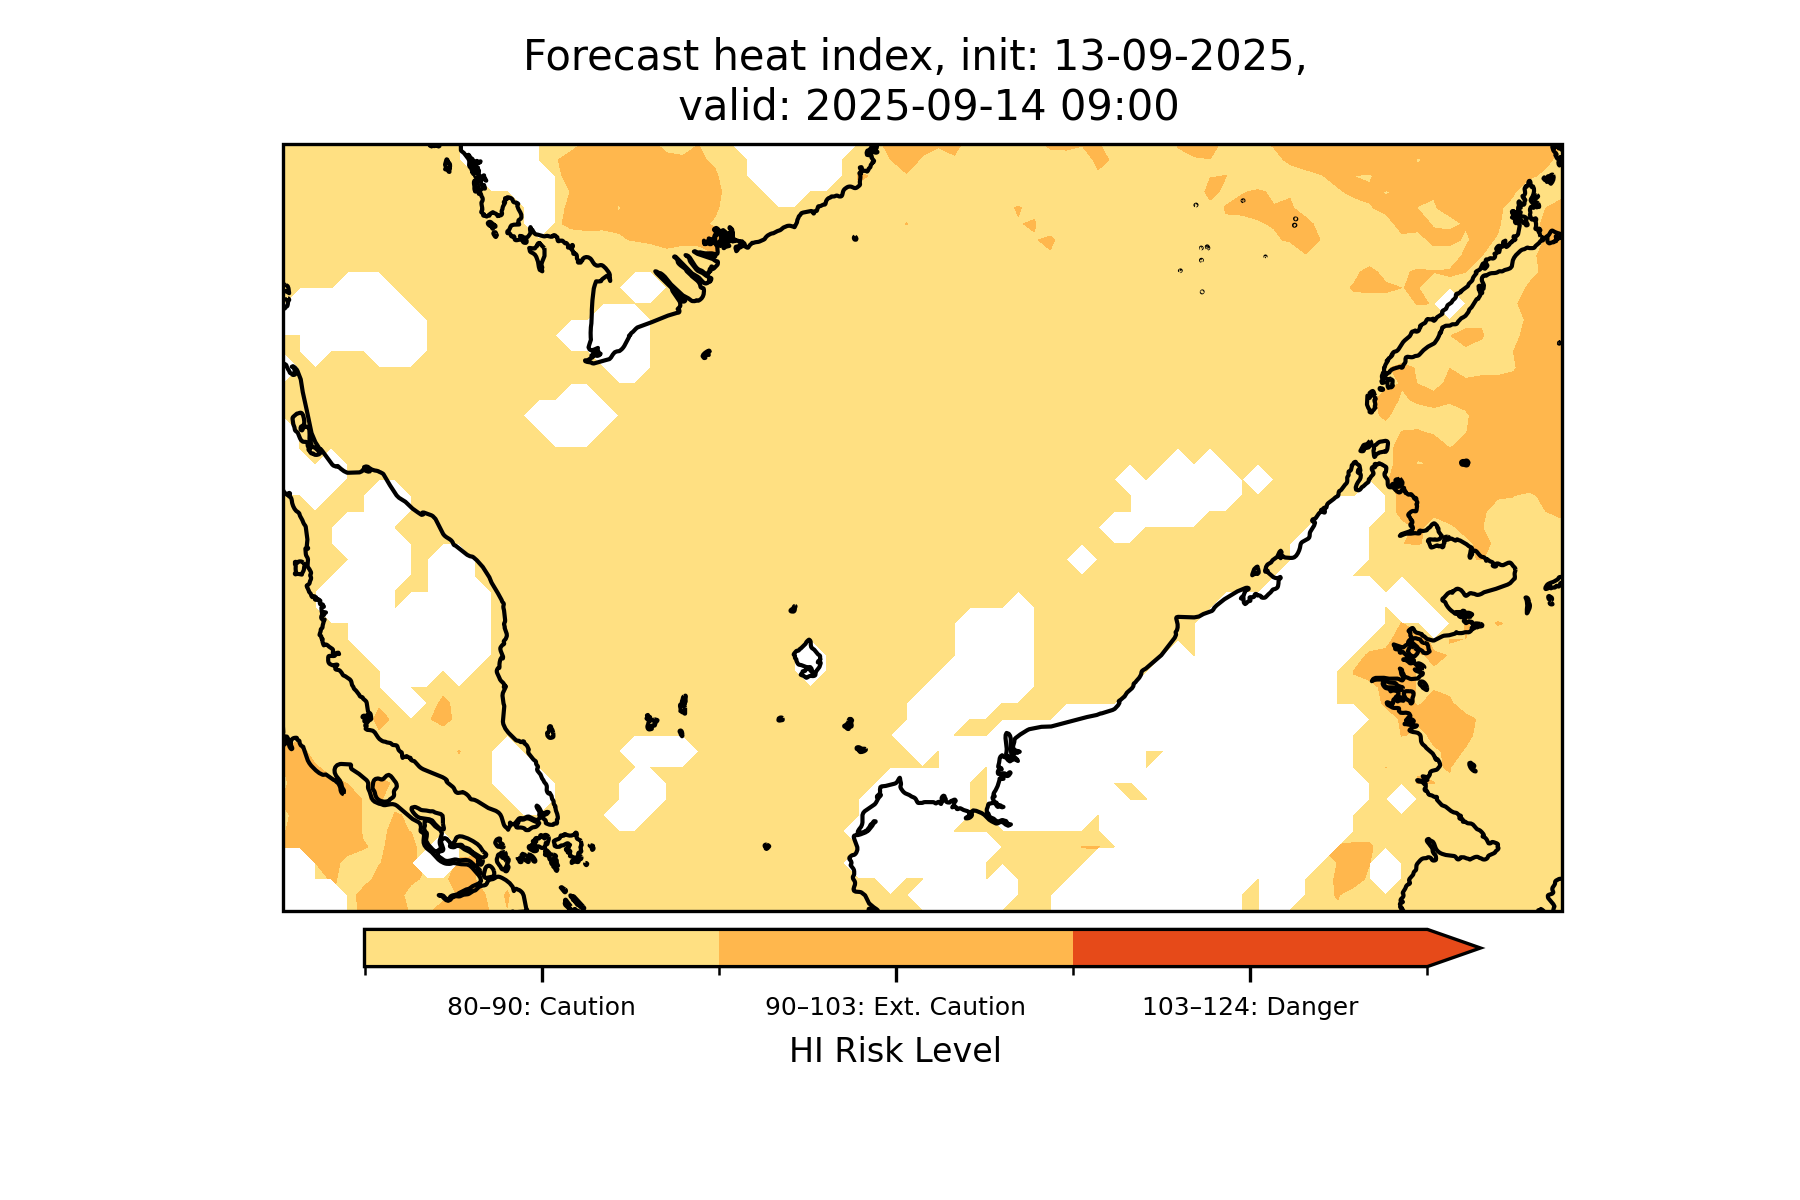 Forecast heat index, init: 13-09-2025,
valid: 2025-09-14 09:00
80–90: Caution
90–103: Ext. Caution
103–124: Danger
HI Risk Level